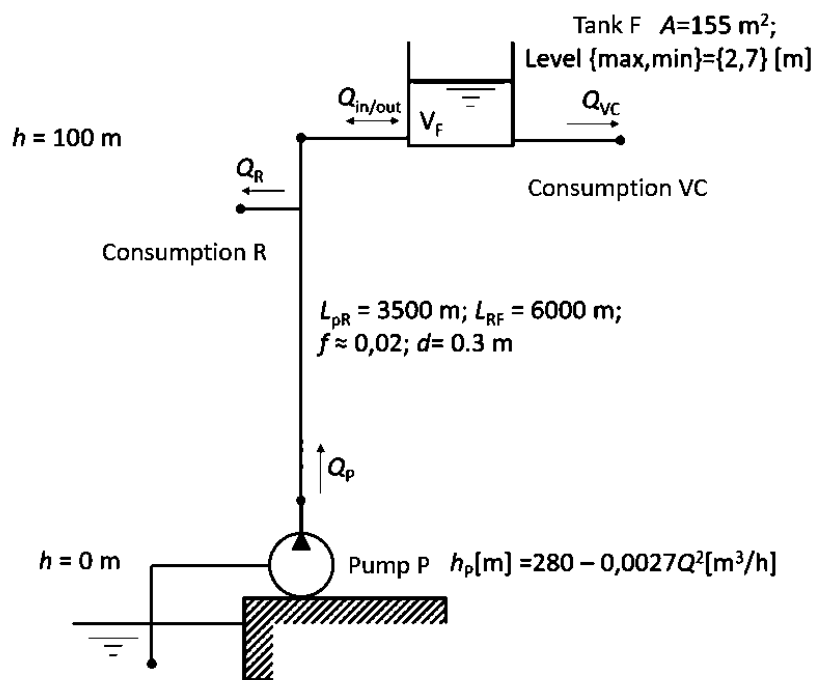 Tank F A=155 m²;
Level {max,min}={2,7} [m]
Q_in/out
Q_VC
V_F
h = 100 m
Q_R
Consumption VC
Consumption R
L_pR = 3500 m; L_RF = 6000 m;
f ≈ 0,02; d= 0.3 m
Q_p
h = 0 m
Pump P h_P[m] =280 – 0,0027Q²[m³/h]